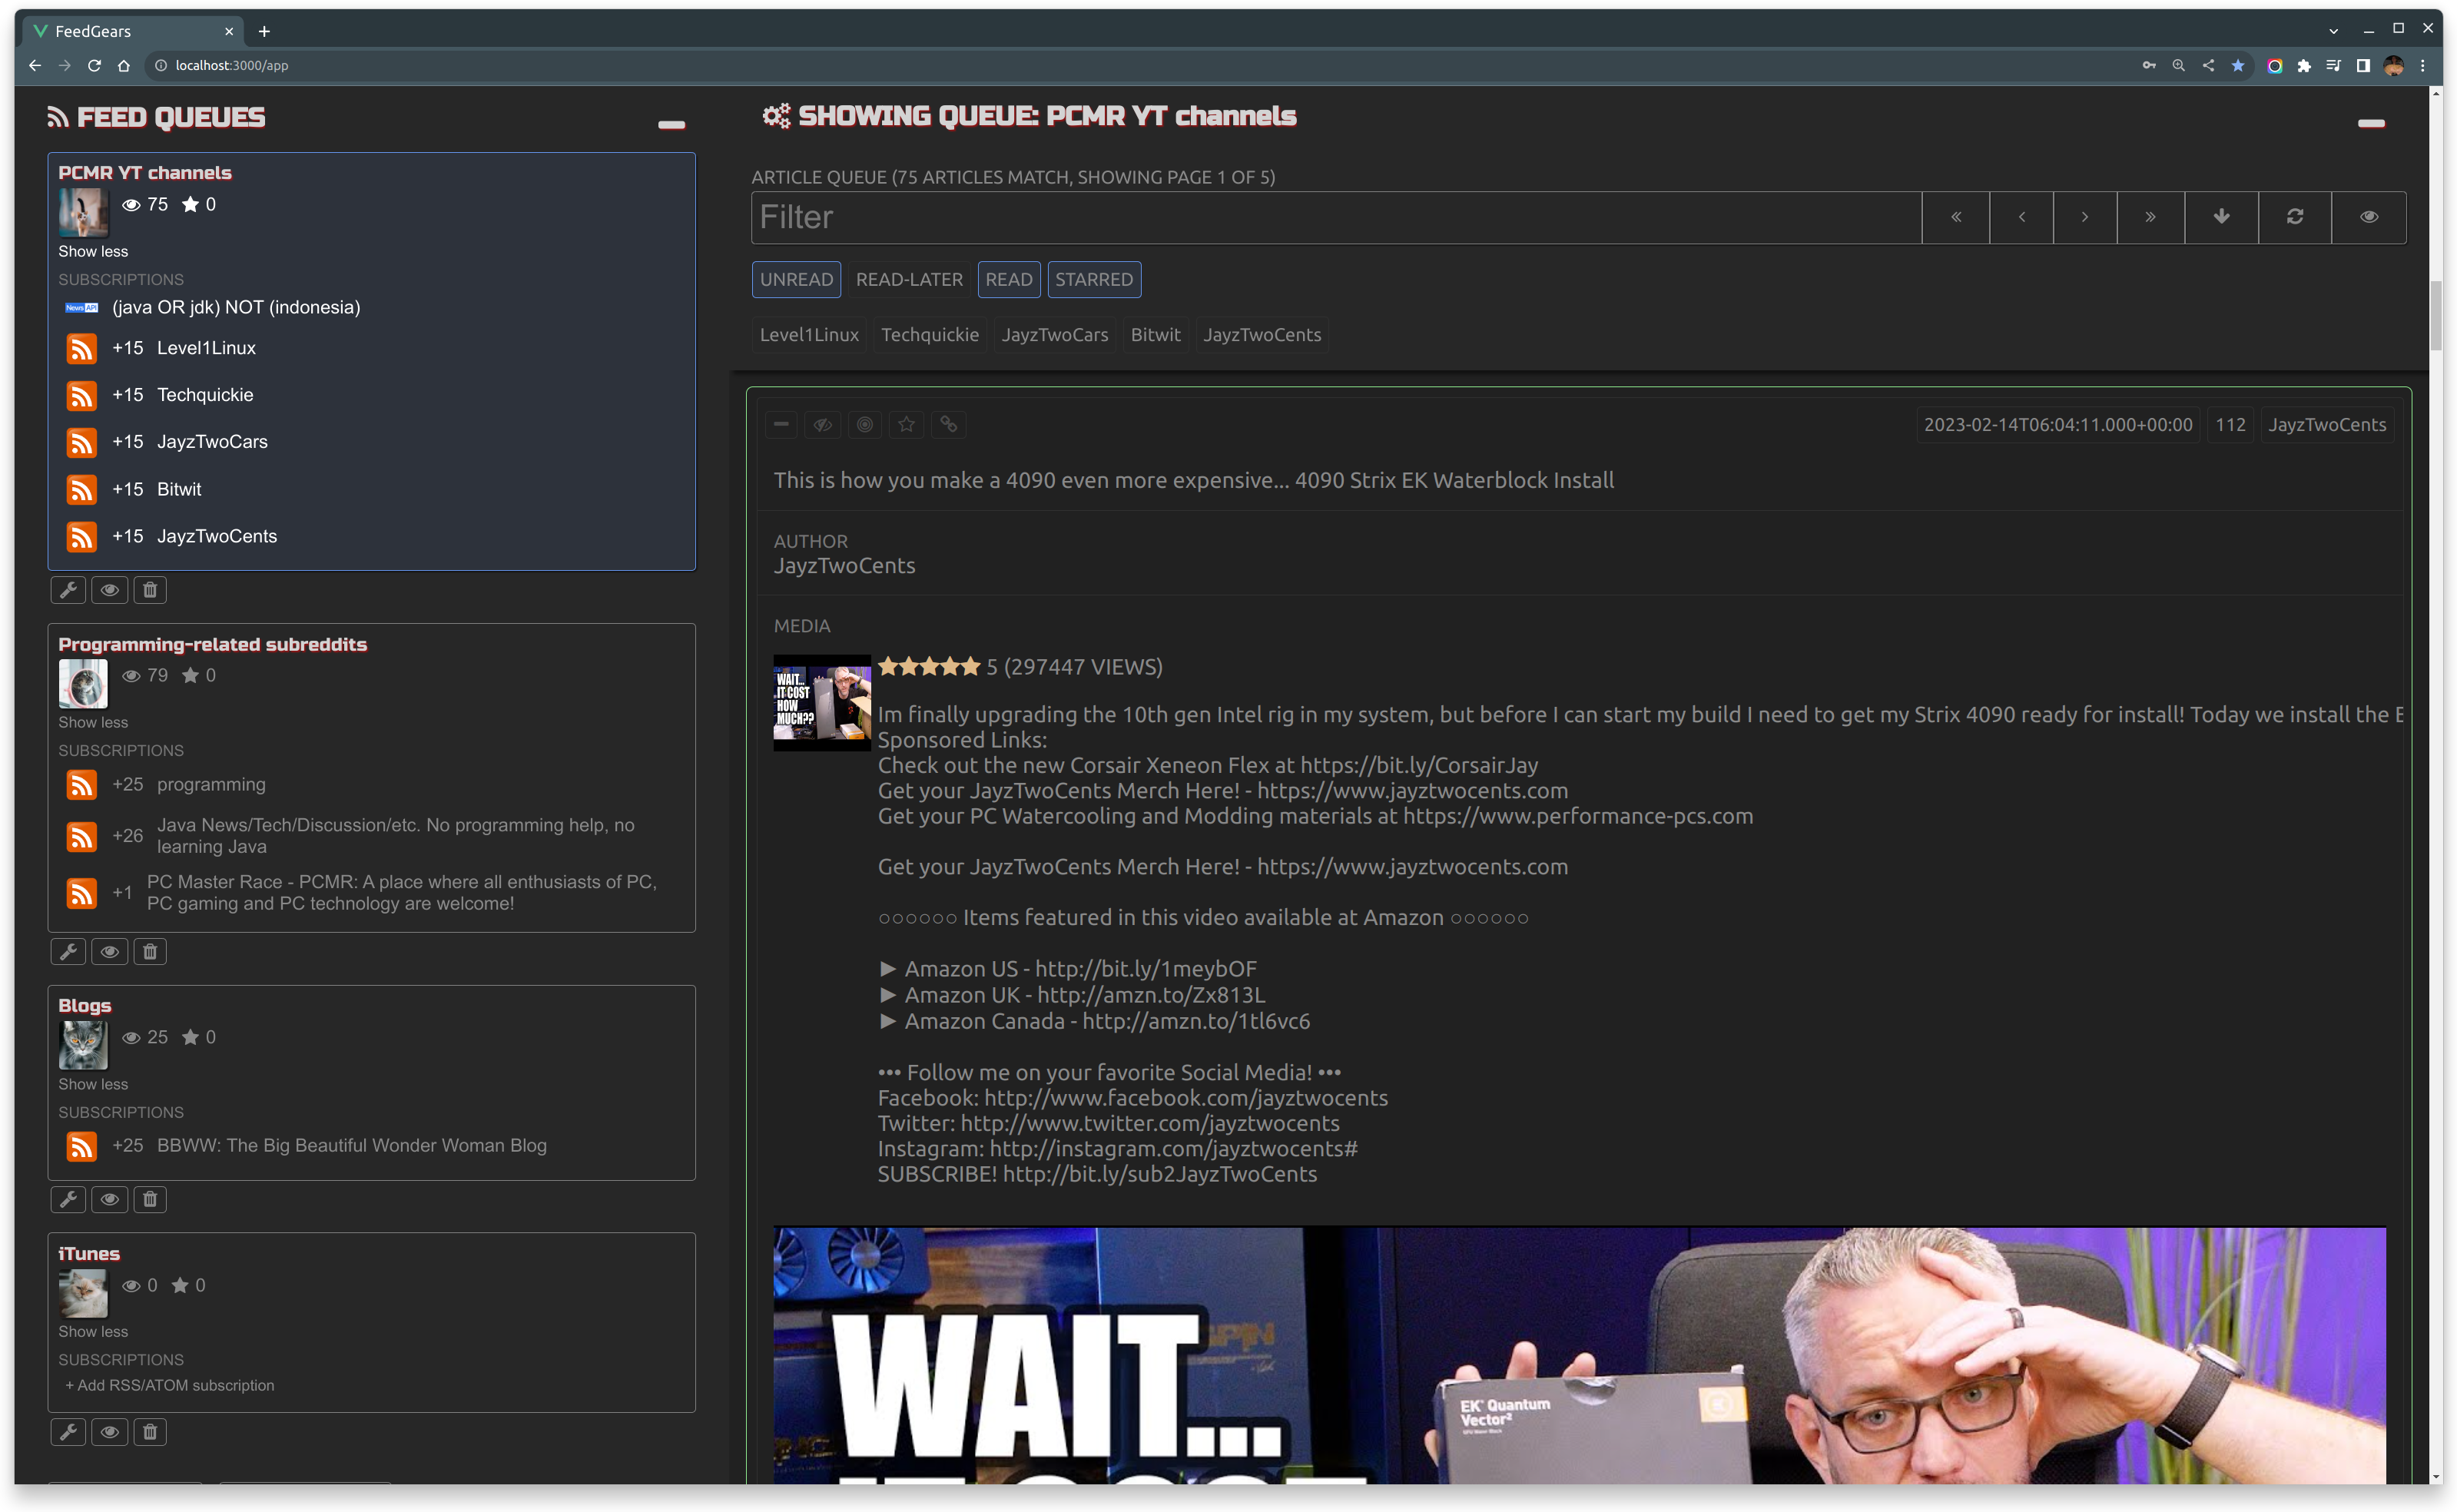 FeedGears
localhost:3000/app
FEED QUEUES
PCMR YT channels
75 0
Show less
SUBSCRIPTIONS
News API (java OR jdk) NOT (indonesia)
+15 Level1Linux
+15 Techquickie
+15 JayzTwoCars
+15 Bitwit
+15 JayzTwoCents
Programming-related subreddits
79 0
Show less
SUBSCRIPTIONS
+25 programming
+26 Java News/Tech/Discussion/etc. No programming help, no
learning Java
+1 PC Master Race - PCMR: A place where all enthusiasts of PC,
PC gaming and PC technology are welcome!
Blogs
25 0
Show less
SUBSCRIPTIONS
+25 BBWW: The Big Beautiful Wonder Woman Blog
iTunes
0 0
Show less
SUBSCRIPTIONS
+ Add RSS/ATOM subscription
SHOWING QUEUE: PCMR YT channels
ARTICLE QUEUE (75 ARTICLES MATCH, SHOWING PAGE 1 OF 5)
Filter
UNREAD READ-LATER READ STARRED
Level1Linux Techquickie JayzTwoCars Bitwit JayzTwoCents
2023-02-14T06:04:11.000+00:00 112 JayzTwoCents
This is how you make a 4090 even more expensive... 4090 Strix EK Waterblock Install
AUTHOR
JayzTwoCents
MEDIA
WAIT...
IT COST
HOW
MUCH??
5 (297447 VIEWS)
Im finally upgrading the 10th gen Intel rig in my system, but before I can start my build I need to get my Strix 4090 ready for install! Today we install the
Sponsored Links:
Check out the new Corsair Xeneon Flex at https://bit.ly/CorsairJay
Get your JayzTwoCents Merch Here! - https://www.jayztwocents.com
Get your PC Watercooling and Modding materials at https://www.performance-pcs.com
Get your JayzTwoCents Merch Here! - https://www.jayztwocents.com
○○○○○○ Items featured in this video available at Amazon ○○○○○○
► Amazon US - http://bit.ly/1meybOF
► Amazon UK - http://amzn.to/Zx813L
► Amazon Canada - http://amzn.to/1tl6vc6
••• Follow me on your favorite Social Media! •••
Facebook: http://www.facebook.com/jayztwocents
Twitter: http://www.twitter.com/jayztwocents
Instagram: http://instagram.com/jayztwocents#
SUBSCRIBE! http://bit.ly/sub2JayzTwoCents
WAIT...
EK Quantum
Vector²